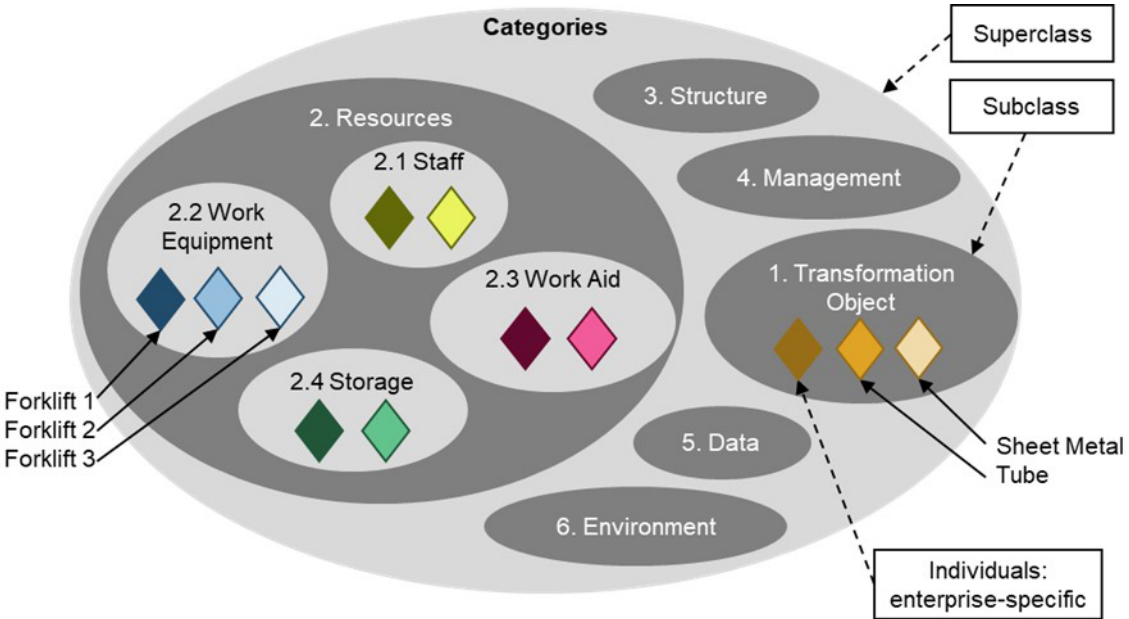 Categories
Superclass
Subclass
2. Resources
2.1 Staff
2.2 Work
Equipment
2.3 Work Aid
2.4 Storage
3. Structure
4. Management
1. Transformation
Object
5. Data
6. Environment
Forklift 1
Forklift 2
Forklift 3
Sheet Metal
Tube
Individuals:
enterprise-specific